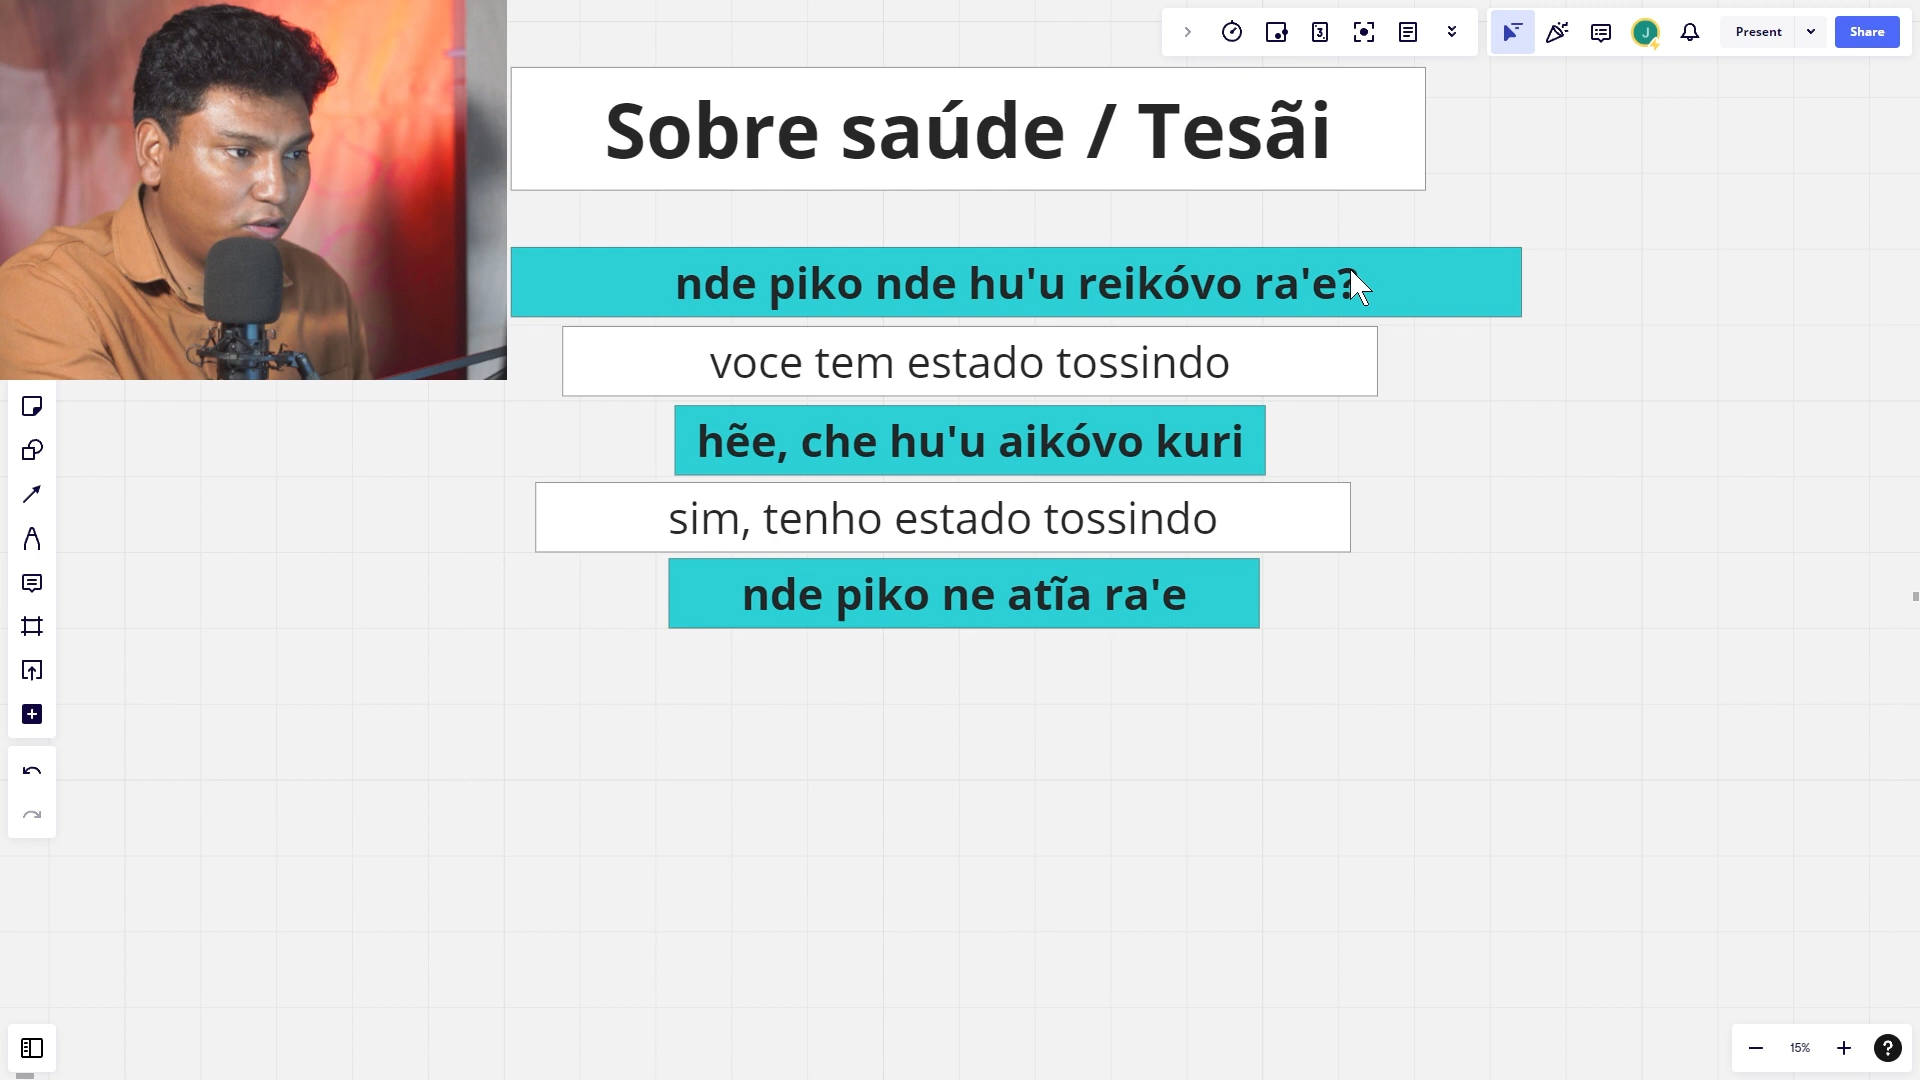 Present
Share
J
Sobre saúde / Tesãi
nde piko nde hu'u reikóvo ra'e?
voce tem estado tossindo
hẽe, che hu'u aikóvo kuri
sim, tenho estado tossindo
nde piko ne atĩa ra'e
15%